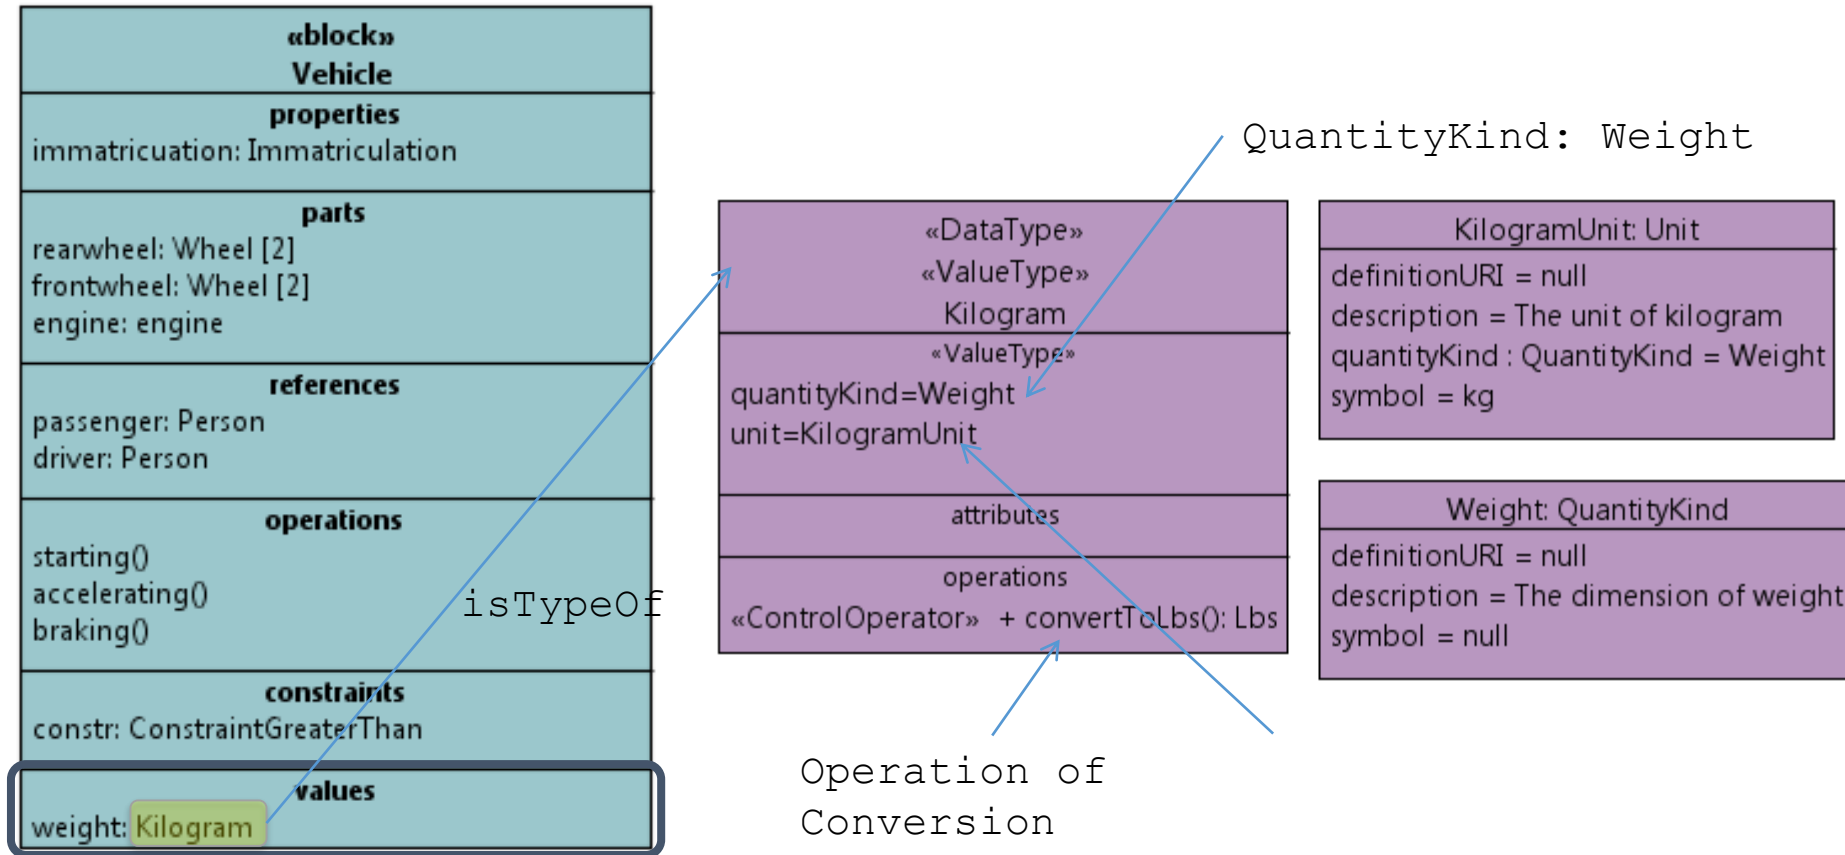 «block»
Vehicle
properties
immatricuation: Immatriculation
parts
rearwheel: Wheel [2]
frontwheel: Wheel [2]
engine: engine
references
passenger: Person
driver: Person
operations
starting()
accelerating()
braking()
constraints
constr: ConstraintGreaterThan
values
weight: Kilogram
isTypeOf
QuantityKind: Weight
«DataType»
«ValueType»
Kilogram
«ValueType»
quantityKind=Weight
unit=KilogramUnit
attributes
operations
«ControlOperator» + convertToLbs(): Lbs
Operation of
Conversion
KilogramUnit: Unit
definitionURI = null
description = The unit of kilogram
quantityKind : QuantityKind = Weight
symbol = kg
Weight: QuantityKind
definitionURI = null
description = The dimension of weight
symbol = null